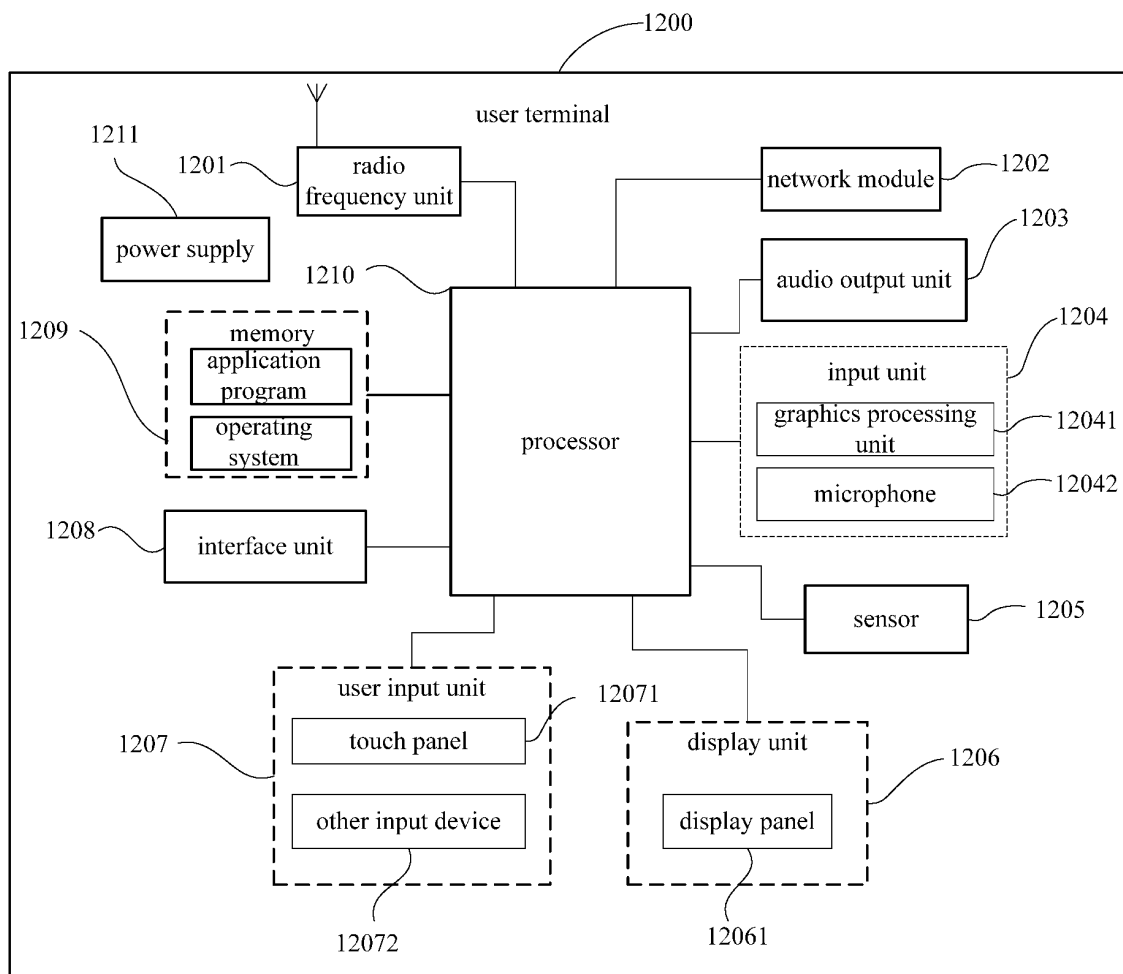 1200
user terminal
1211
1201
radio
frequency unit
network module
1202
power supply
1203
audio output unit
1210
1209
memory
application
program
operating
system
processor
1204
input unit
graphics processing
unit
12041
microphone
12042
1208
interface unit
sensor
1205
user input unit
12071
touch panel
1207
other input device
12072
display unit
1206
display panel
12061